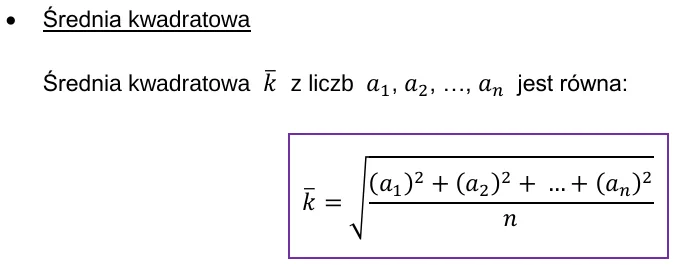 • Średnia kwadratowa
Średnia kwadratowa k̄ z liczb a₁, a₂, …, aₙ jest równa:
k̄ = √(((a₁)² + (a₂)² + … + (aₙ)²) / n)